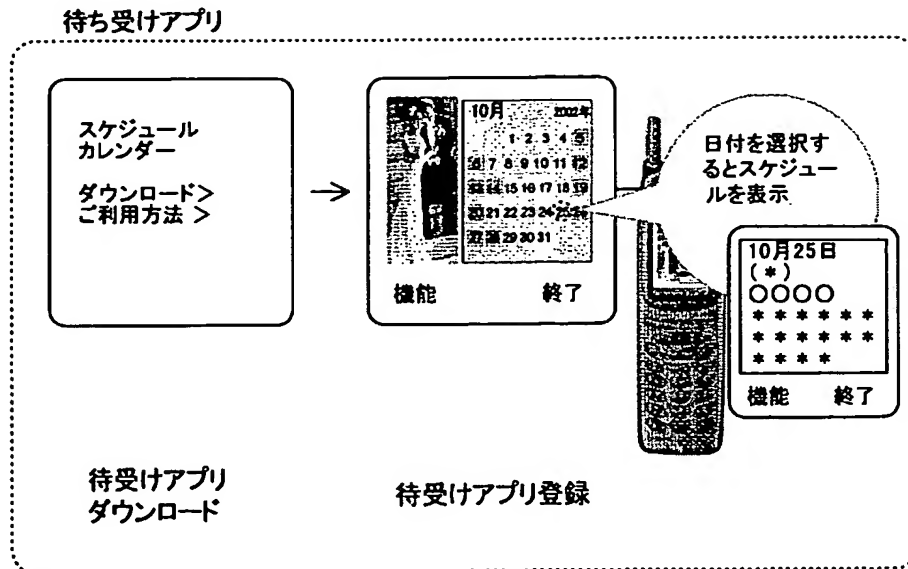 待ち受けアプリ
スケジュール
カレンダー
ダウンロード>
ご利用方法 >
10月 2002年
1 2 3 4 5
6 7 8 9 10 11 12
13 14 15 16 17 18 19
20 21 22 23 24 25 26
27 28 29 30 31
機能 終了
日付を選択す
るとスケジュー
ルを表示
10月25日
(*)
○○○○
* * * * * *
* * * * * *
* * * *
機能 終了
待受けアプリ
ダウンロード
待受けアプリ登録